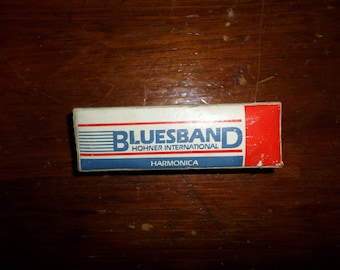 BLUESBAND
HOHNER INTERNATIONAL
HARMONICA